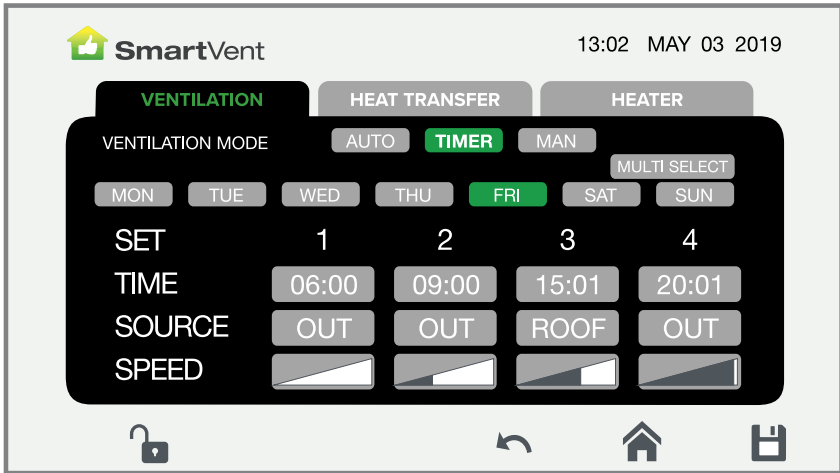 SmartVent 13:02 MAY 03 2019
VENTILATION HEAT TRANSFER HEATER
VENTILATION MODE AUTO TIMER MAN
MULTI SELECT
MON TUE WED THU FRI SAT SUN
SET 1 2 3 4
TIME 06:00 09:00 15:01 20:01
SOURCE OUT OUT ROOF OUT
SPEED